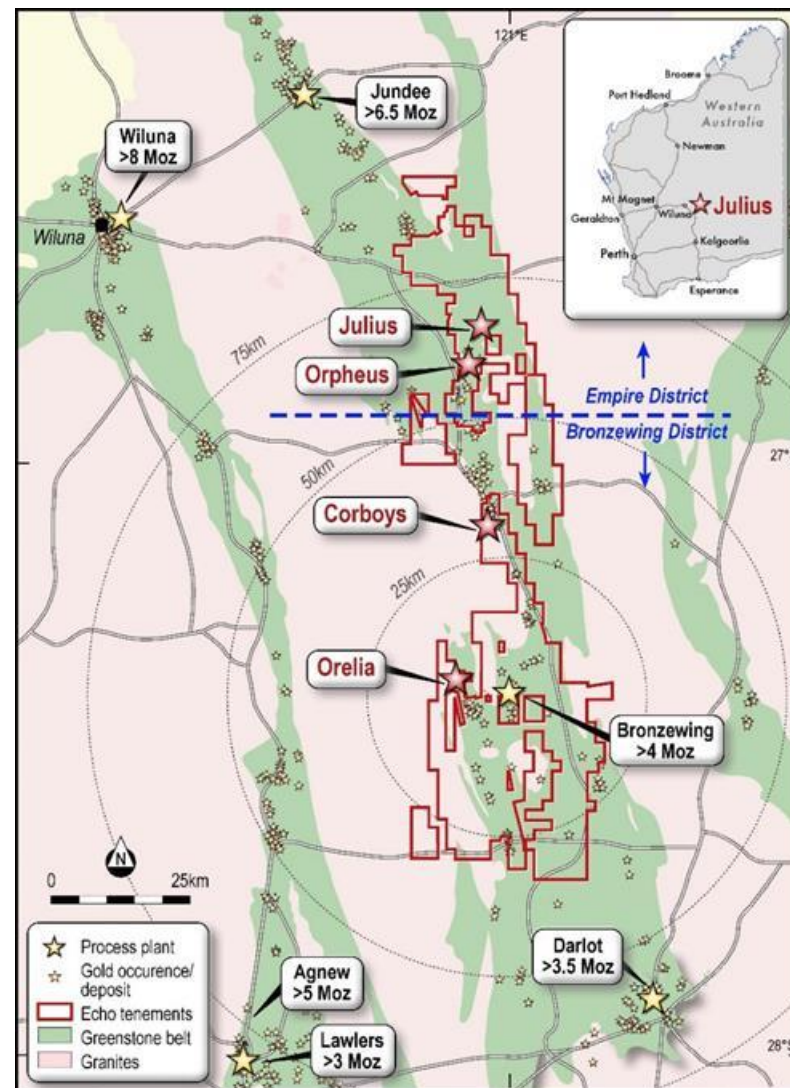 121°E
Jundee
>6.5 Moz
Wiluna
>8 Moz
Wiluna
Broome
Port Hedland
Western
Australia
Newman
Mt Magnet
Wiluna
Julius
Geraldton
Kalgoorlie
Perth
Esperance
75km
Julius
Orpheus
Empire District
Bronzewing District
27°
50km
Corboys
25km
Orelia
Bronzewing
>4 Moz
N
0 25km
Process plant
Gold occurence/
deposit
Echo tenements
Greenstone belt
Granites
Agnew
>5 Moz
Lawlers
>3 Moz
Darlot
>3.5 Moz
28°S